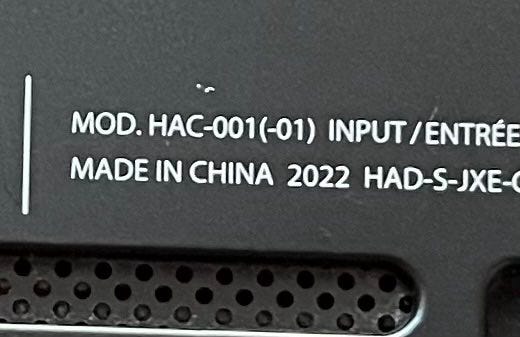 MOD. HAC-001(-01) INPUT/ENTRÉE
MADE IN CHINA 2022 HAD-S-JXE-